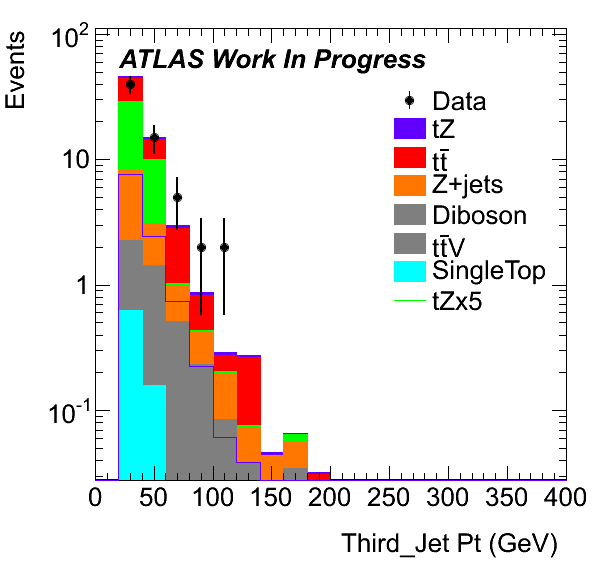 Events
10²
10
1
10⁻¹
ATLAS Work In Progress
Data
tZ
tt̄
Z+jets
Diboson
tt̄V
SingleTop
tZx5
0 50 100 150 200 250 300 350 400
Third_Jet Pt (GeV)